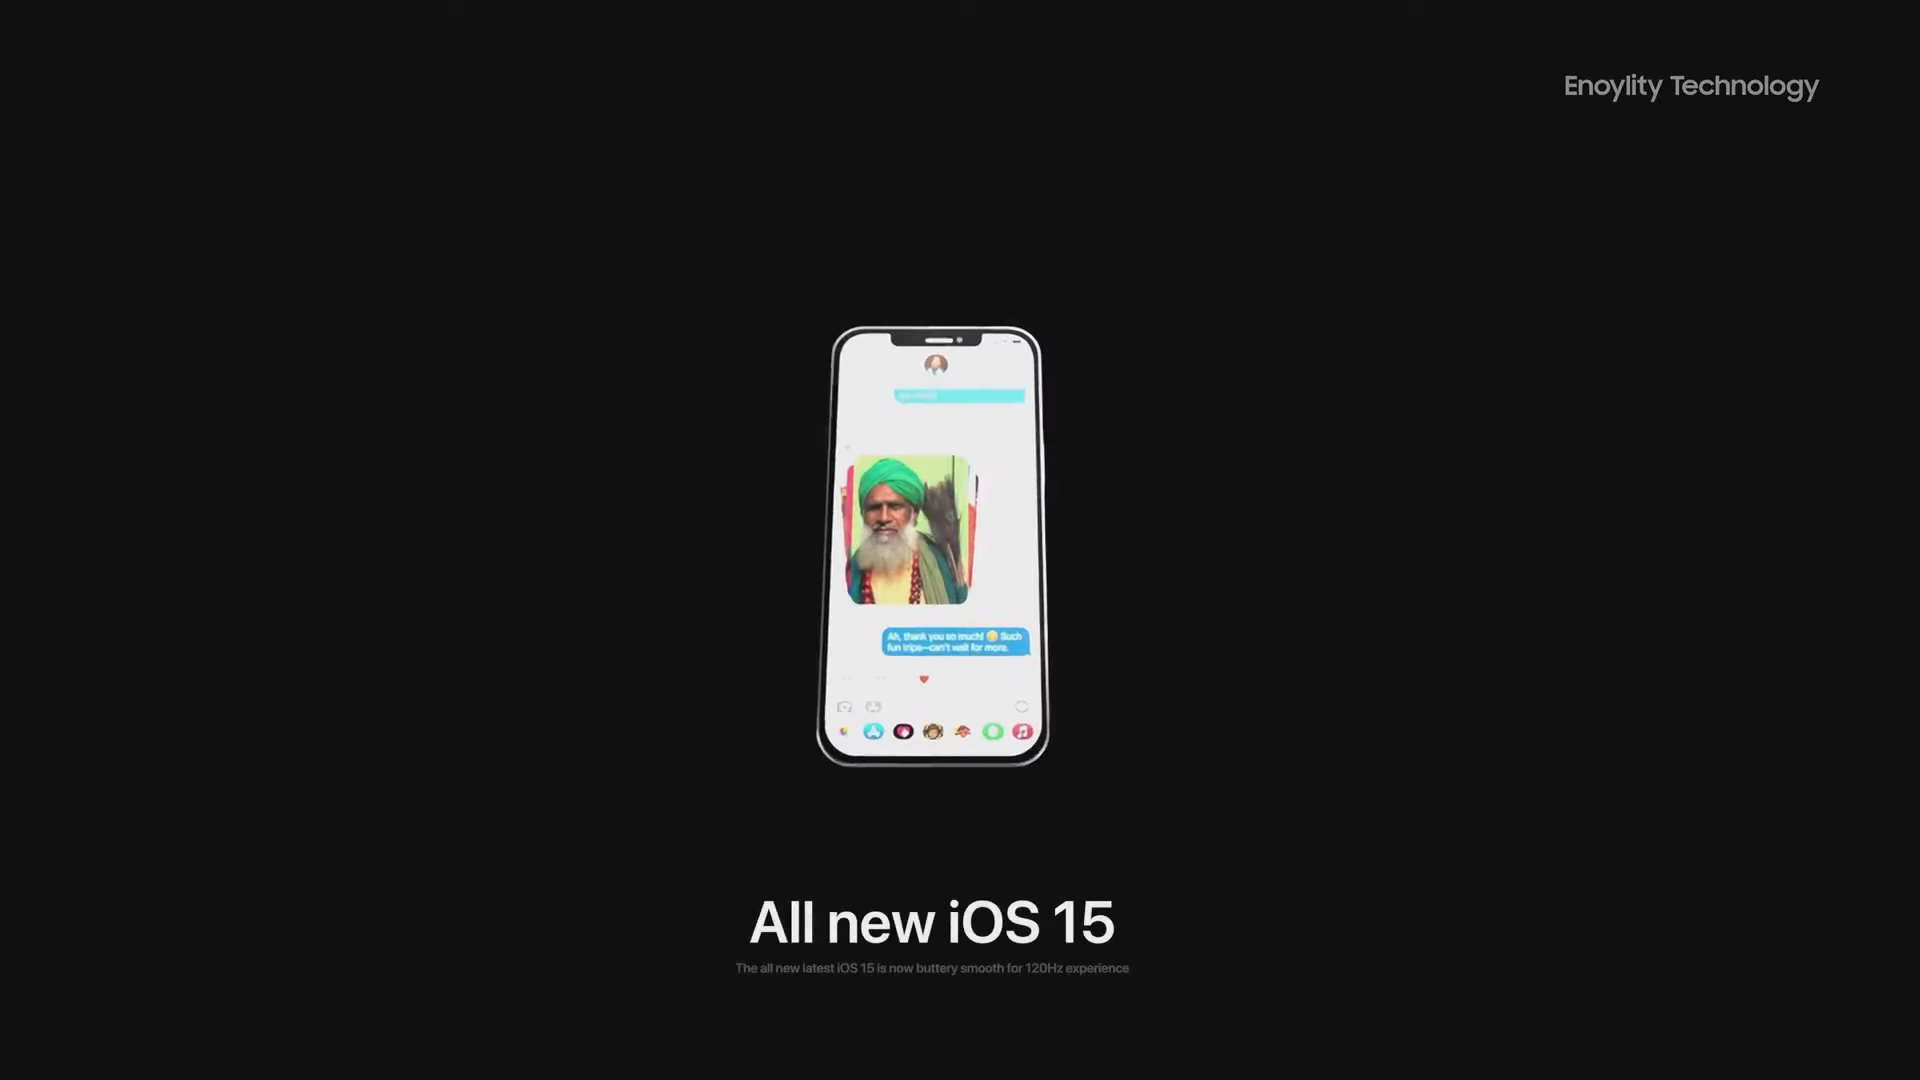 Enoylity Technology
Ah, thank you so much! Such
fun trips—can't wait for more.
All new iOS 15
The all new latest iOS 15 is now buttery smooth for 120Hz experience